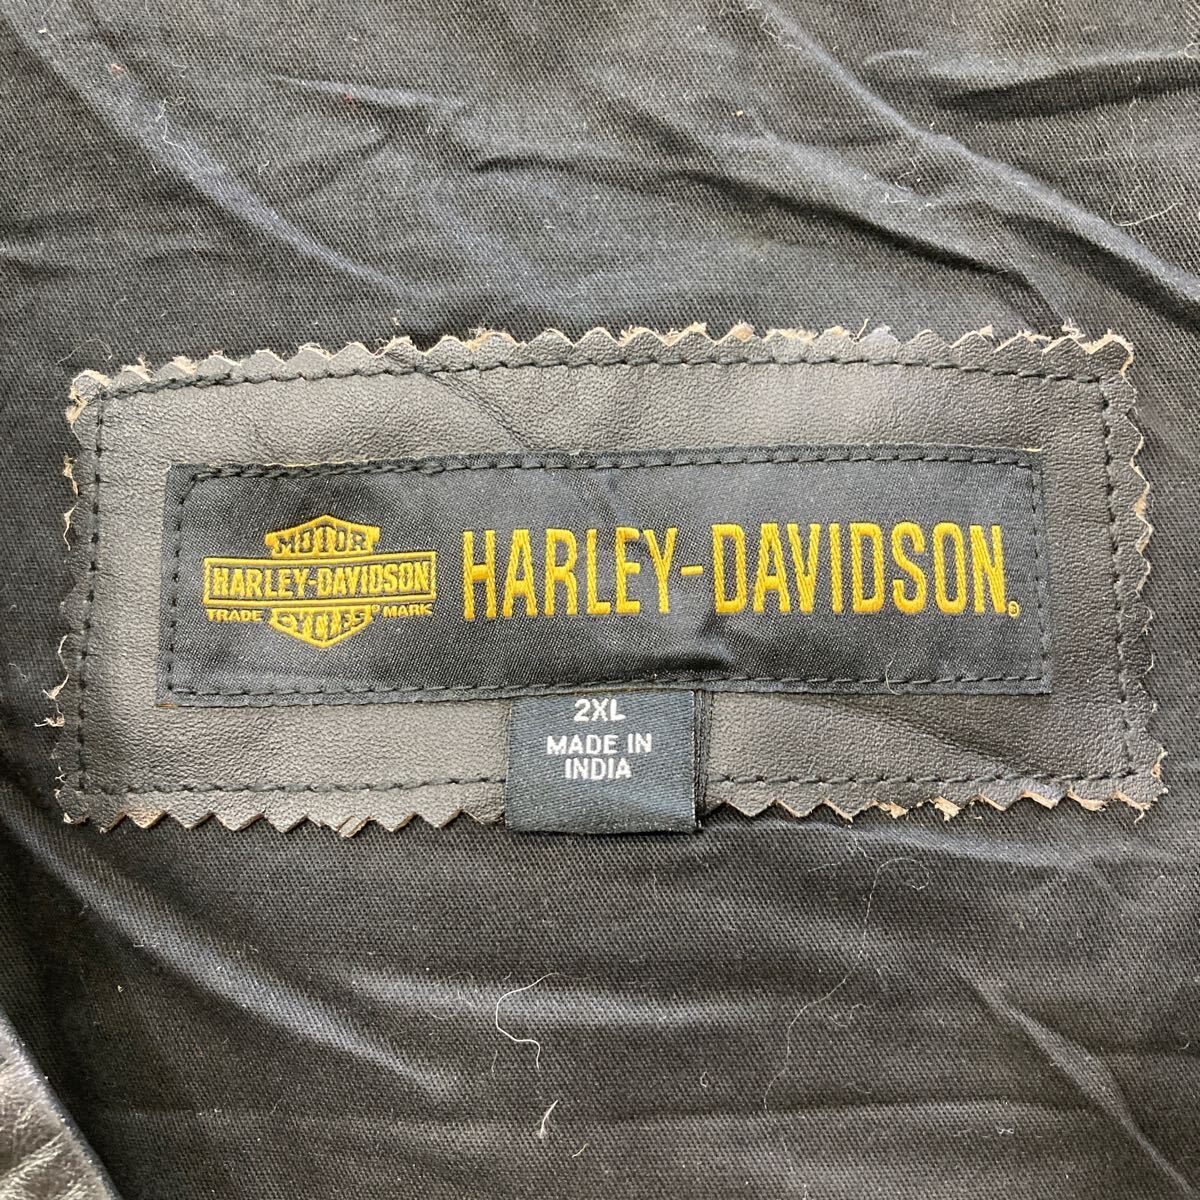 MOTOR
HARLEY-DAVIDSON
TRADE CYCLES® MARK
HARLEY-DAVIDSON®
2XL
MADE IN
INDIA